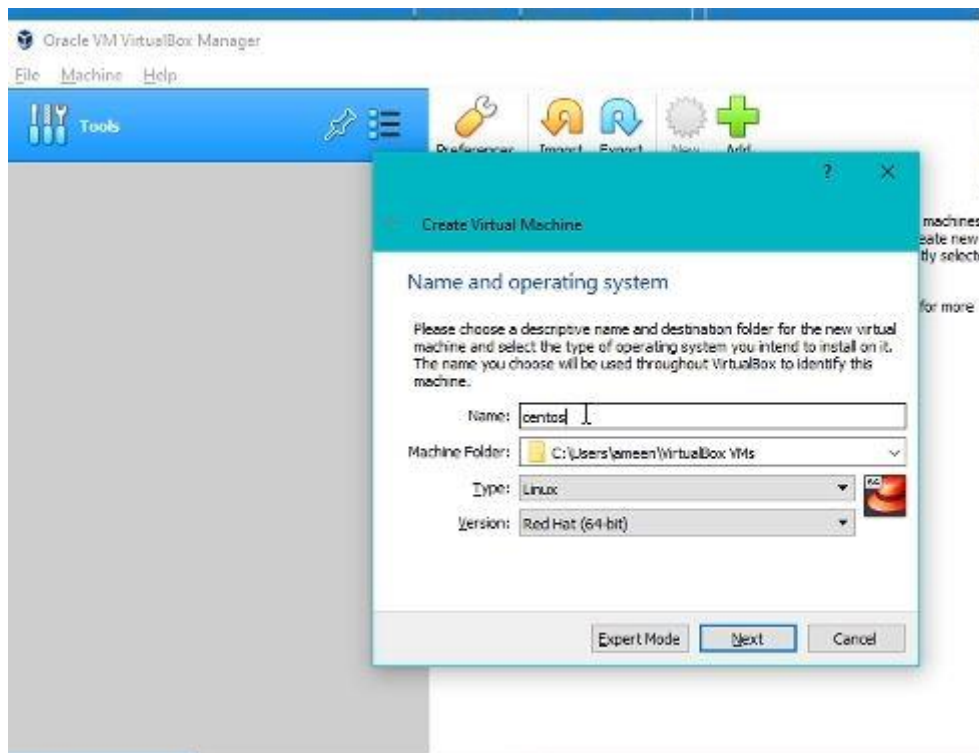 Oracle VM VirtualBox Manager
File Machine Help
Tools
Preferences Import Export New Add
? ×
Create Virtual Machine
machines
eate new
tly select
for more
Name and operating system
Please choose a descriptive name and destination folder for the new virtual
machine and select the type of operating system you intend to install on it.
The name you choose will be used throughout VirtualBox to identify this
machine.
Name: centos
Machine Folder: C:\Users\ameen\VirtualBox VMs
Type: Linux
Version: Red Hat (64-bit)
Expert Mode Next Cancel